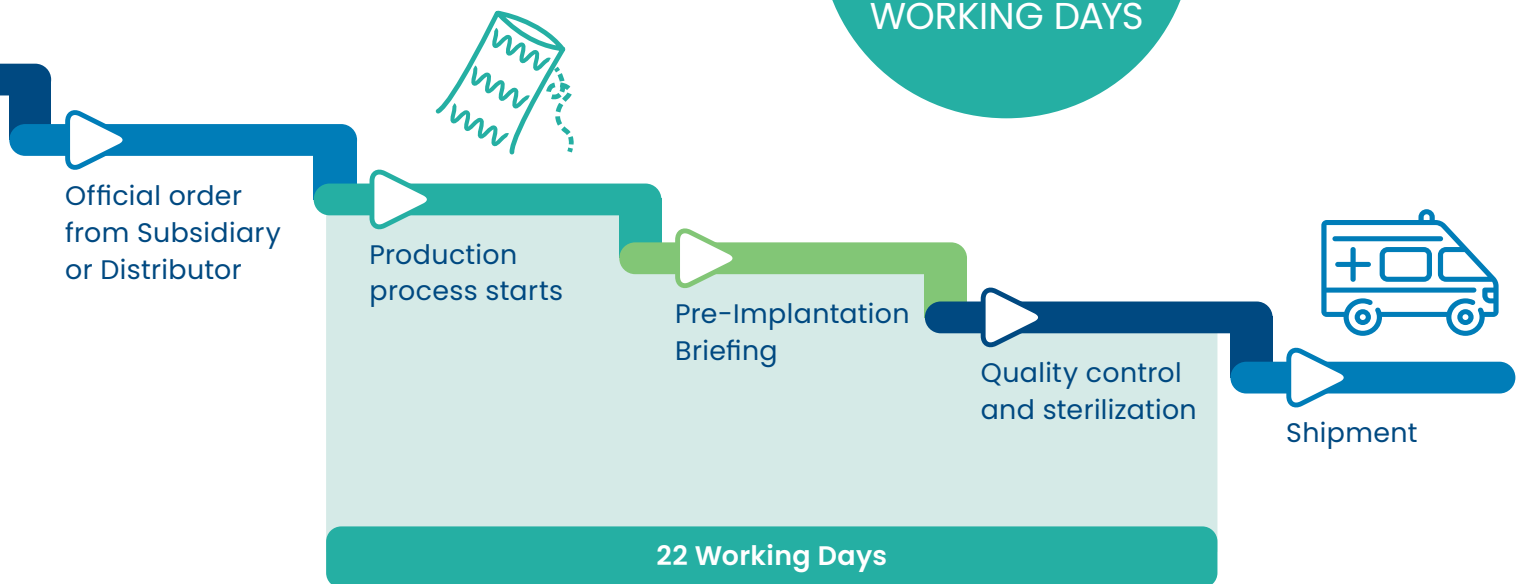 WORKING DAYS
Official order
from Subsidiary
or Distributor
Production
process starts
Pre-Implantation
Briefing
Quality control
and sterilization
Shipment
22 Working Days